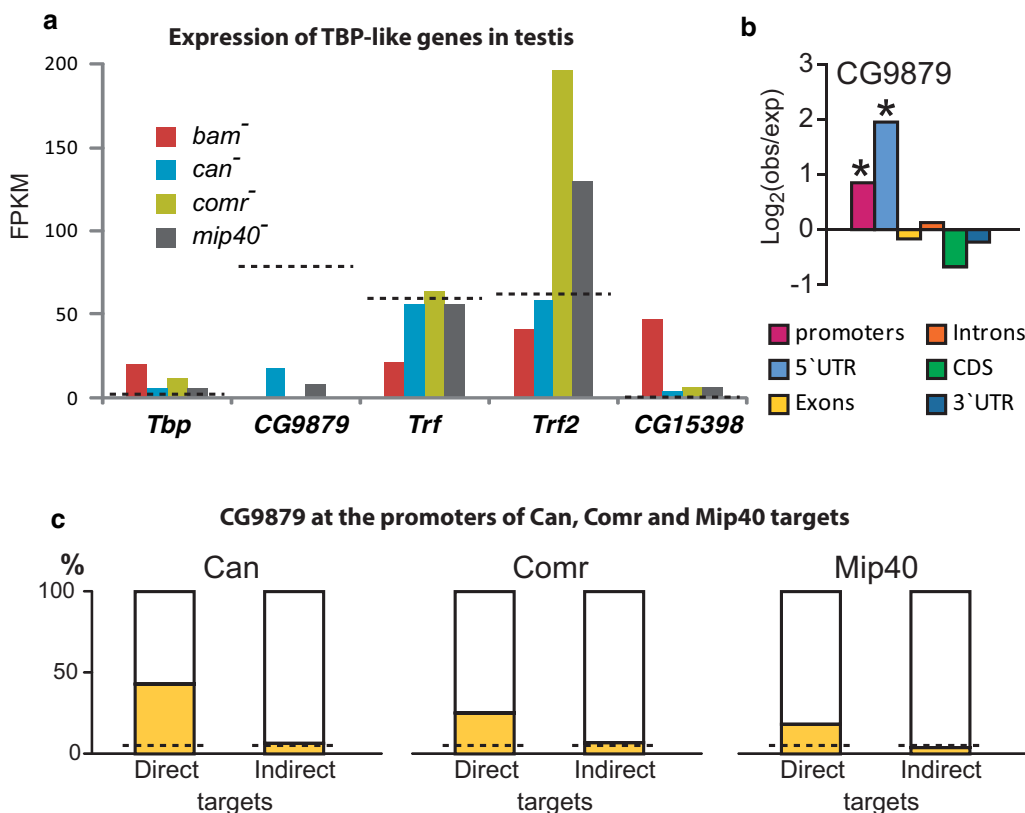 a
Expression of TBP-like genes in testis
200
150
100
50
0
FPKM
bam-
can-
comr-
mip40-
Tbp CG9879 Trf Trf2 CG15398
b
CG9879
3
2
1
0
-1
Log2(obs/exp)
* *
promoters Introns
5`UTR CDS
Exons 3`UTR
c
CG9879 at the promoters of Can, Comr and Mip40 targets
% Can Comr Mip40
100
50
0
Direct Indirect Direct Indirect Direct Indirect
targets targets targets